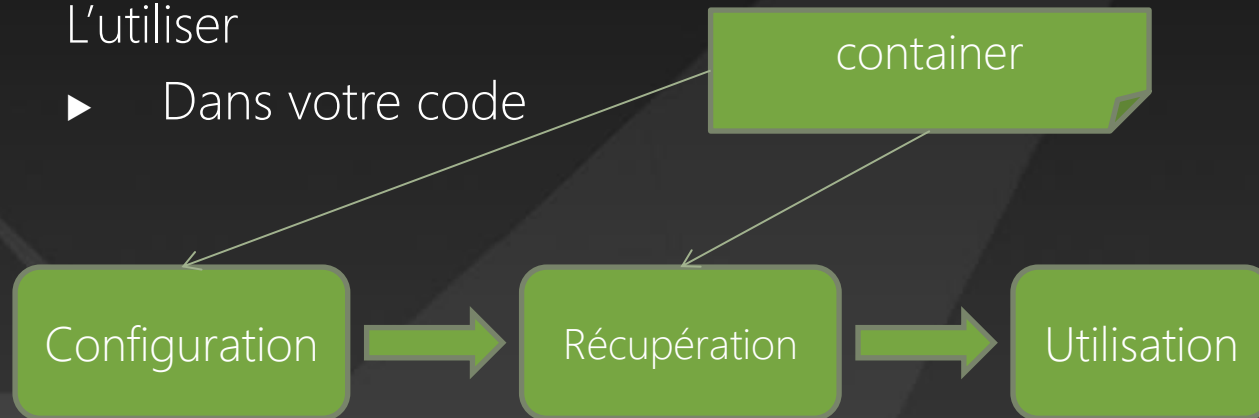 L’utiliser
► Dans votre code
container
Configuration
Récupération
Utilisation